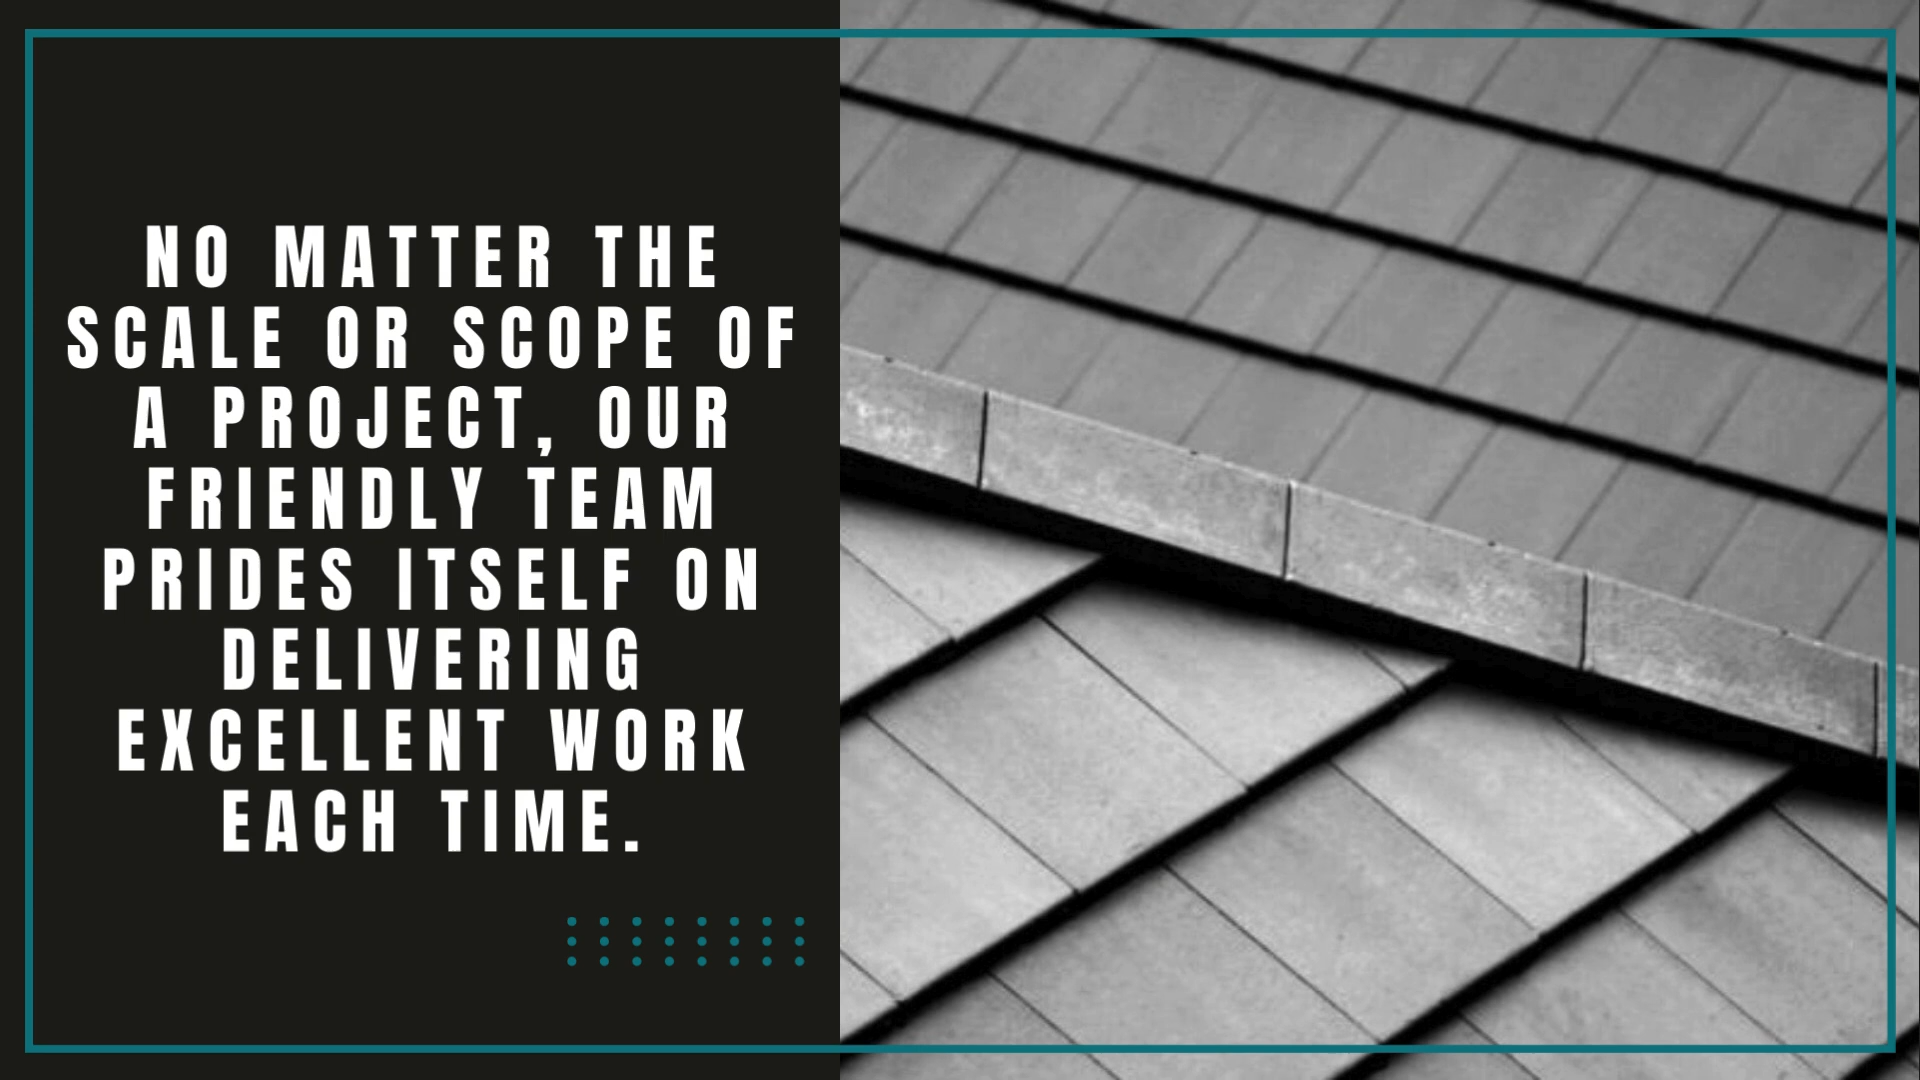 NO MATTER THE
SCALE OR SCOPE OF
A PROJECT, OUR
FRIENDLY TEAM
PRIDES ITSELF ON
DELIVERING
EXCELLENT WORK
EACH TIME.